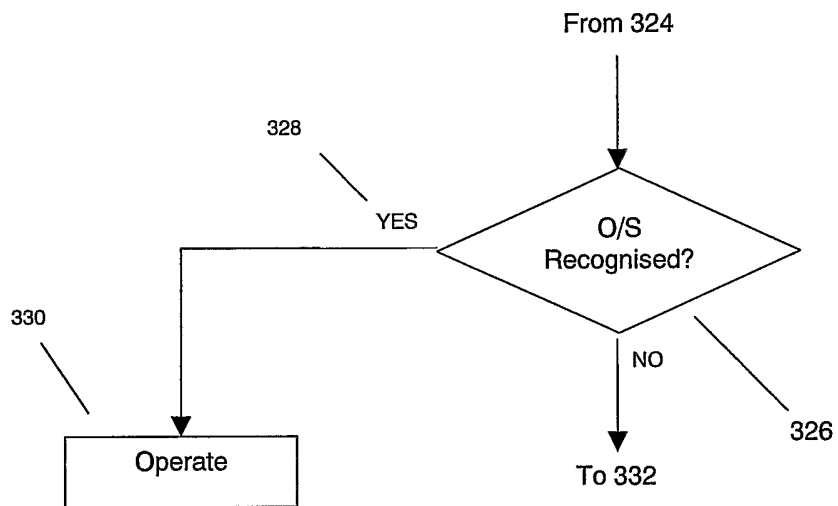 From 324
328
YES
O/S
Recognised?
330
NO
326
Operate
To 332